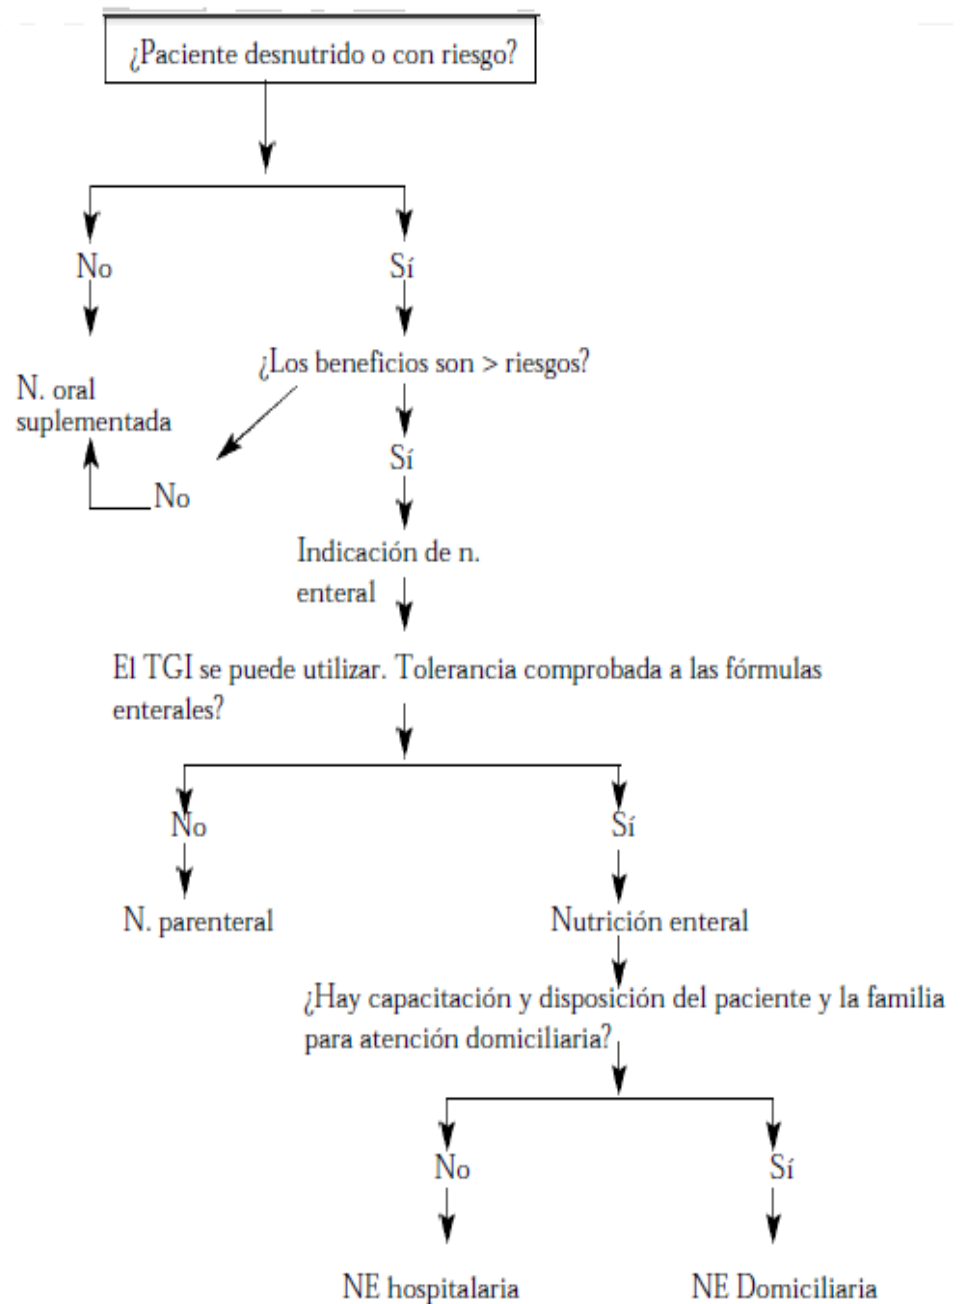 ¿Paciente desnutrido o con riesgo?
No
Sí
¿Los beneficios son > riesgos?
N. oral
suplementada
Sí
No
Indicación de n.
enteral
El TGI se puede utilizar. Tolerancia comprobada a las fórmulas
enterales?
No
Sí
N. parenteral
Nutrición enteral
¿Hay capacitación y disposición del paciente y la familia
para atención domiciliaria?
No
Sí
NE hospitalaria
NE Domiciliaria